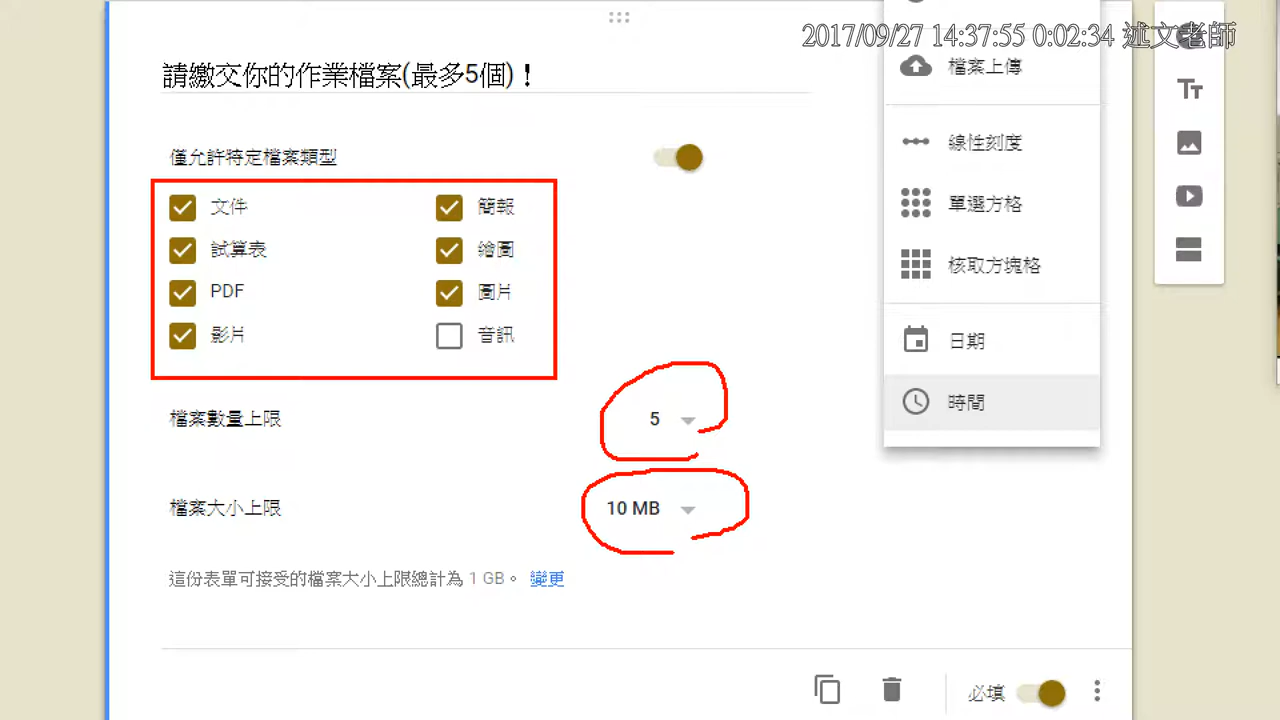 2017/09/27 14:37:55 0:02:34 述文老師
請繳交你的作業檔案(最多5個)！
僅允許特定檔案類型
文件
簡報
試算表
繪圖
PDF
圖片
影片
音訊
檔案數量上限
5
檔案大小上限
10 MB
這份表單可接受的檔案大小上限總計為 1 GB。 變更
必填
檔案上傳
線性刻度
單選方格
核取方塊格
日期
時間
Tт